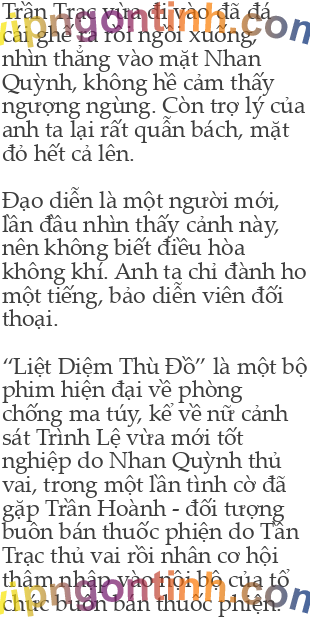 Trần Trạc vừa đi vào đã đá
cái ghế ra rồi ngồi xuống,
nhìn thẳng vào mặt Nhan
Quỳnh, không hề cảm thấy
ngượng ngùng. Còn trợ lý của
anh ta lại rất quẫn bách, mặt
đỏ hết cả lên.
Đạo diễn là một người mới,
lần đầu nhìn thấy cảnh này,
nên không biết điều hòa
không khí. Anh ta chỉ đành ho
một tiếng, bảo diễn viên đối
thoại.
“Liệt Diệm Thù Đồ” là một bộ
phim hiện đại về phòng
chống ma túy, kể về nữ cảnh
sát Trình Lệ vừa mới tốt
nghiệp do Nhan Quỳnh thủ
vai, trong một lần tình cờ đã
gặp Trần Hoành - đối tượng
buôn bán thuốc phiện do Tần
Trạc thủ vai rồi nhân cơ hội
thâm nhập vào nội bộ của tổ
chức buôn bán thuốc phiện.
vipngontinh.com
vipngontinh.com